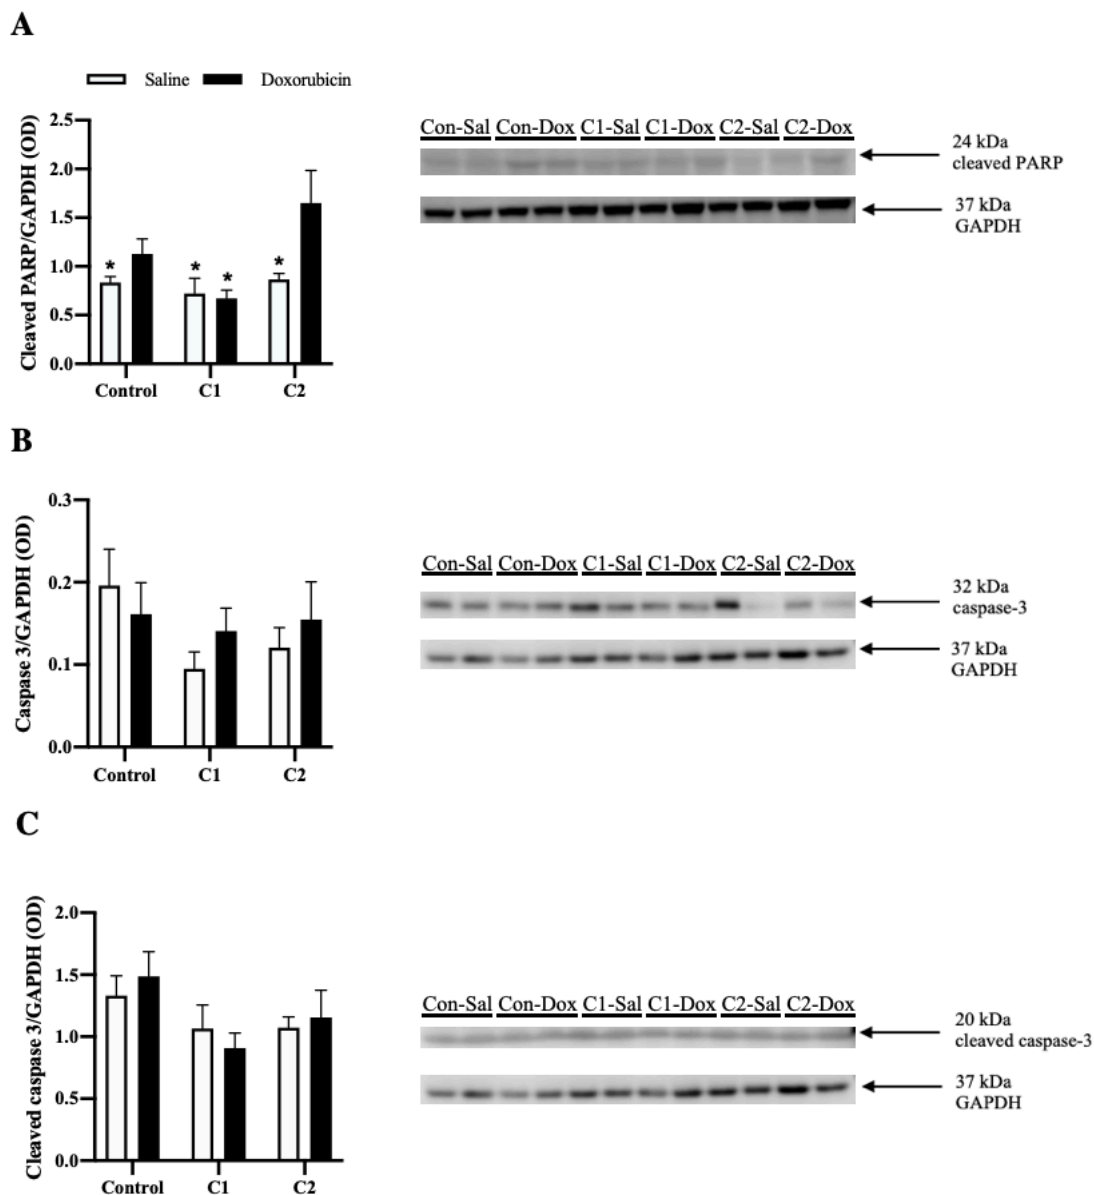 A
Saline Doxorubicin
Cleaved PARP/GAPDH (OD)
2.5
2.0
1.5
1.0
0.5
0.0
* * * *
Control C1 C2
Con-Sal Con-Dox C1-Sal C1-Dox C2-Sal C2-Dox
24 kDa
cleaved PARP
37 kDa
GAPDH
B
Caspase 3/GAPDH (OD)
0.3
0.2
0.1
0.0
Control C1 C2
Con-Sal Con-Dox C1-Sal C1-Dox C2-Sal C2-Dox
32 kDa
caspase-3
37 kDa
GAPDH
C
Cleaved caspase 3/GAPDH (OD)
2.0
1.5
1.0
0.5
0.0
Control C1 C2
Con-Sal Con-Dox C1-Sal C1-Dox C2-Sal C2-Dox
20 kDa
cleaved caspase-3
37 kDa
GAPDH